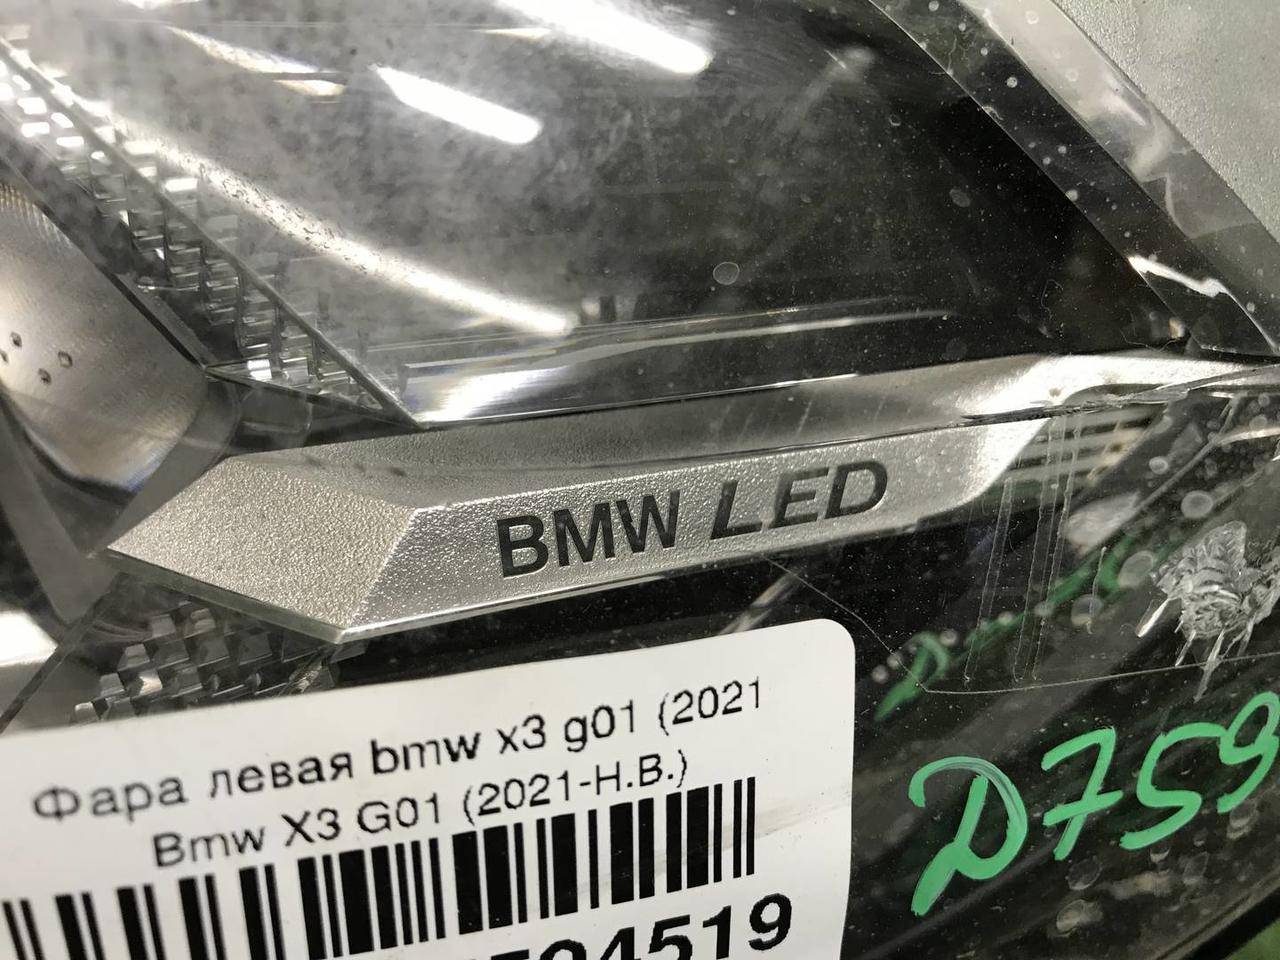 BMW LED
Фара левая bmw x3 g01 (2021
Bmw X3 G01 (2021-Н.В.)
D759